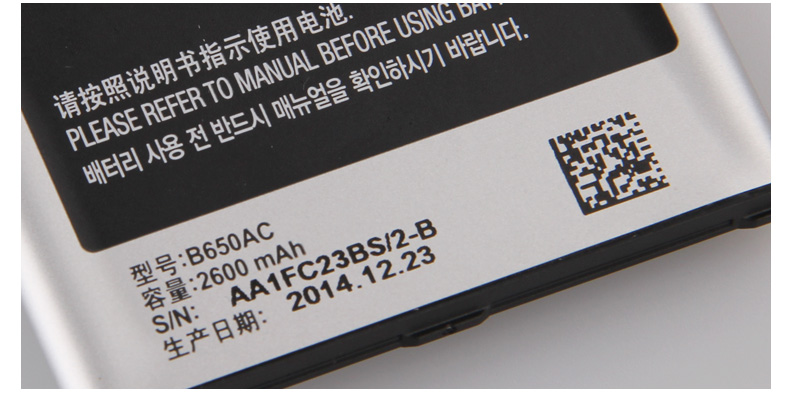 请按照说明书指示使用电池.
PLEASE REFER TO MANUAL BEFORE USING
배터리 사용 전 반드시 매뉴얼을 확인하시기 바랍니다.
型号:B650AC
容量:2600 mAh
S/N: AA1FC23BS/2-B
生产日期: 2014.12.23